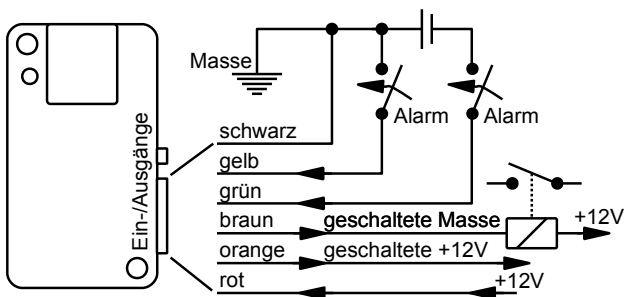 Masse
Alarm
Alarm
Ein-/Ausgänge
schwarz
gelb
grün
braun geschaltete Masse +12V
orange geschaltete +12V
rot +12V